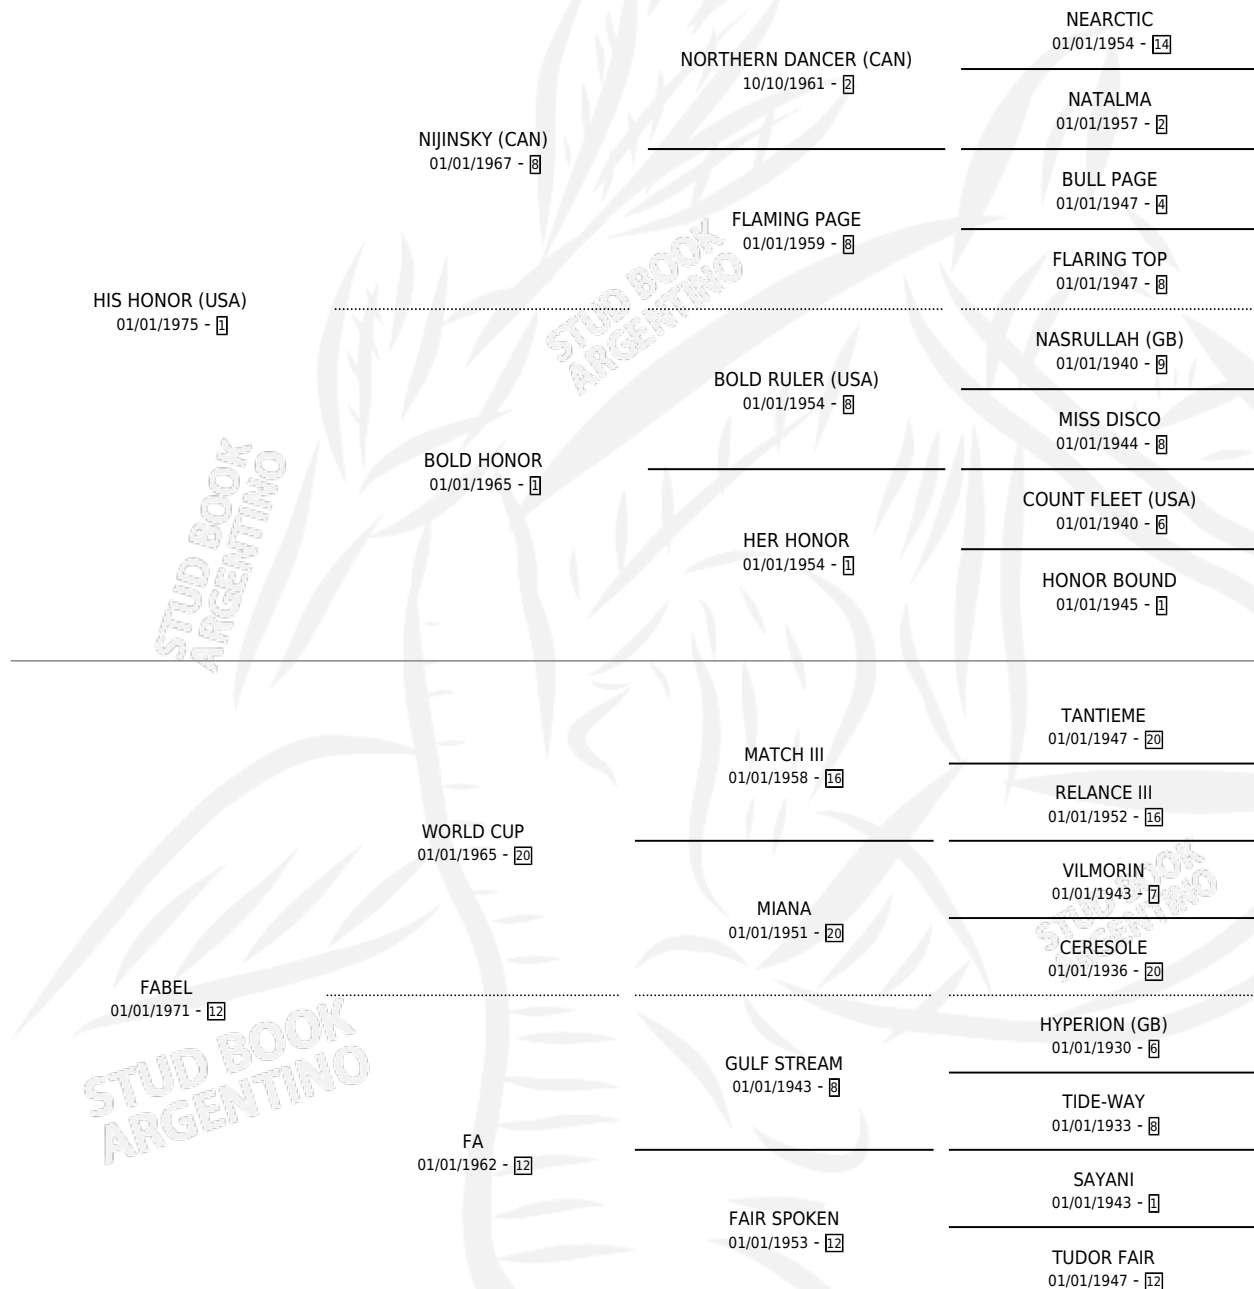 HIS HONOR (USA)
01/01/1975 - 1
NIJINSKY (CAN)
01/01/1967 - 8
NORTHERN DANCER (CAN)
10/10/1961 - 2
NEARCTIC
01/01/1954 - 14
NATALMA
01/01/1957 - 2
FLAMING PAGE
01/01/1959 - 8
BULL PAGE
01/01/1947 - 4
FLARING TOP
01/01/1947 - 8
BOLD HONOR
01/01/1965 - 1
BOLD RULER (USA)
01/01/1954 - 8
NASRULLAH (GB)
01/01/1940 - 9
MISS DISCO
01/01/1944 - 8
HER HONOR
01/01/1954 - 1
COUNT FLEET (USA)
01/01/1940 - 6
HONOR BOUND
01/01/1945 - 1
FABEL
01/01/1971 - 12
WORLD CUP
01/01/1965 - 20
MATCH III
01/01/1958 - 16
TANTIEME
01/01/1947 - 20
RELANCE III
01/01/1952 - 16
MIANA
01/01/1951 - 20
VILMORIN
01/01/1943 - 7
CERESOLE
01/01/1936 - 20
FA
01/01/1962 - 12
GULF STREAM
01/01/1943 - 8
HYPERION (GB)
01/01/1930 - 6
TIDE-WAY
01/01/1933 - 8
FAIR SPOKEN
01/01/1953 - 12
SAYANI
01/01/1943 - 1
TUDOR FAIR
01/01/1947 - 12
STUD BOOK
ARGENTINO
STUD BOOK
ARGENTINO
STUD BOOK
ARGENTINO
STUD BOOK
ARGENTINO